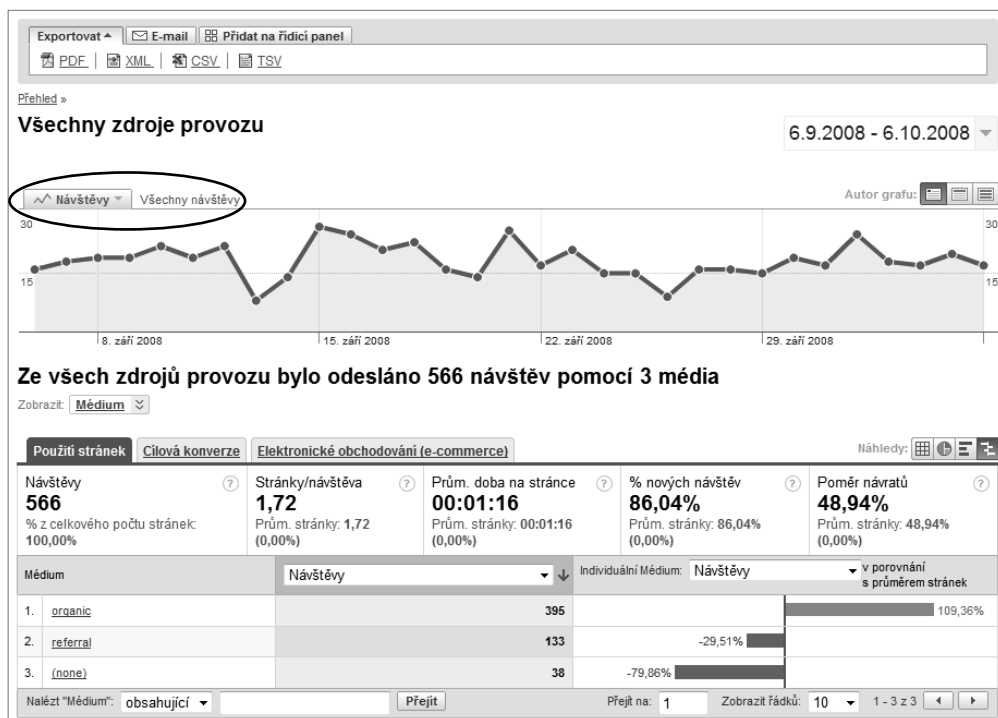 Exportovat E-mail Přidat na řídicí panel
PDF XML CSV TSV
Přehled »
Všechny zdroje provozu
6.9.2008 - 6.10.2008
Návštěvy Všechny návštěvy Autor grafu:
30 30
15 15
8. září 2008 15. září 2008 22. září 2008 29. září 2008
Ze všech zdrojů provozu bylo odesláno 566 návštěv pomocí 3 média
Zobrazit: Médium
Použití stránek Cílová konverze Elektronické obchodování (e-commerce) Náhledy:
Návštěvy ? Stránky/návštěva ? Prům. doba na stránce ? % nových návštěv ? Poměr návratů ?
566 1,72 00:01:16 86,04% 48,94%
% z celkového počtu stránek: Prům. stránky: 1,72 Prům. stránky: 00:01:16 Prům. stránky: 86,04% Prům. stránky: 48,94%
100,00% (0,00%) (0,00%) (0,00%) (0,00%)
Médium Návštěvy Individuální Médium: Návštěvy v porovnání
s průměrem stránek
1. organic 395 109,36%
2. referral 133 -29,51%
3. (none) 38 -79,86%
Nalézt "Médium": obsahující Přejít Přejít na: 1 Zobrazit řádků: 10 1 - 3 z 3